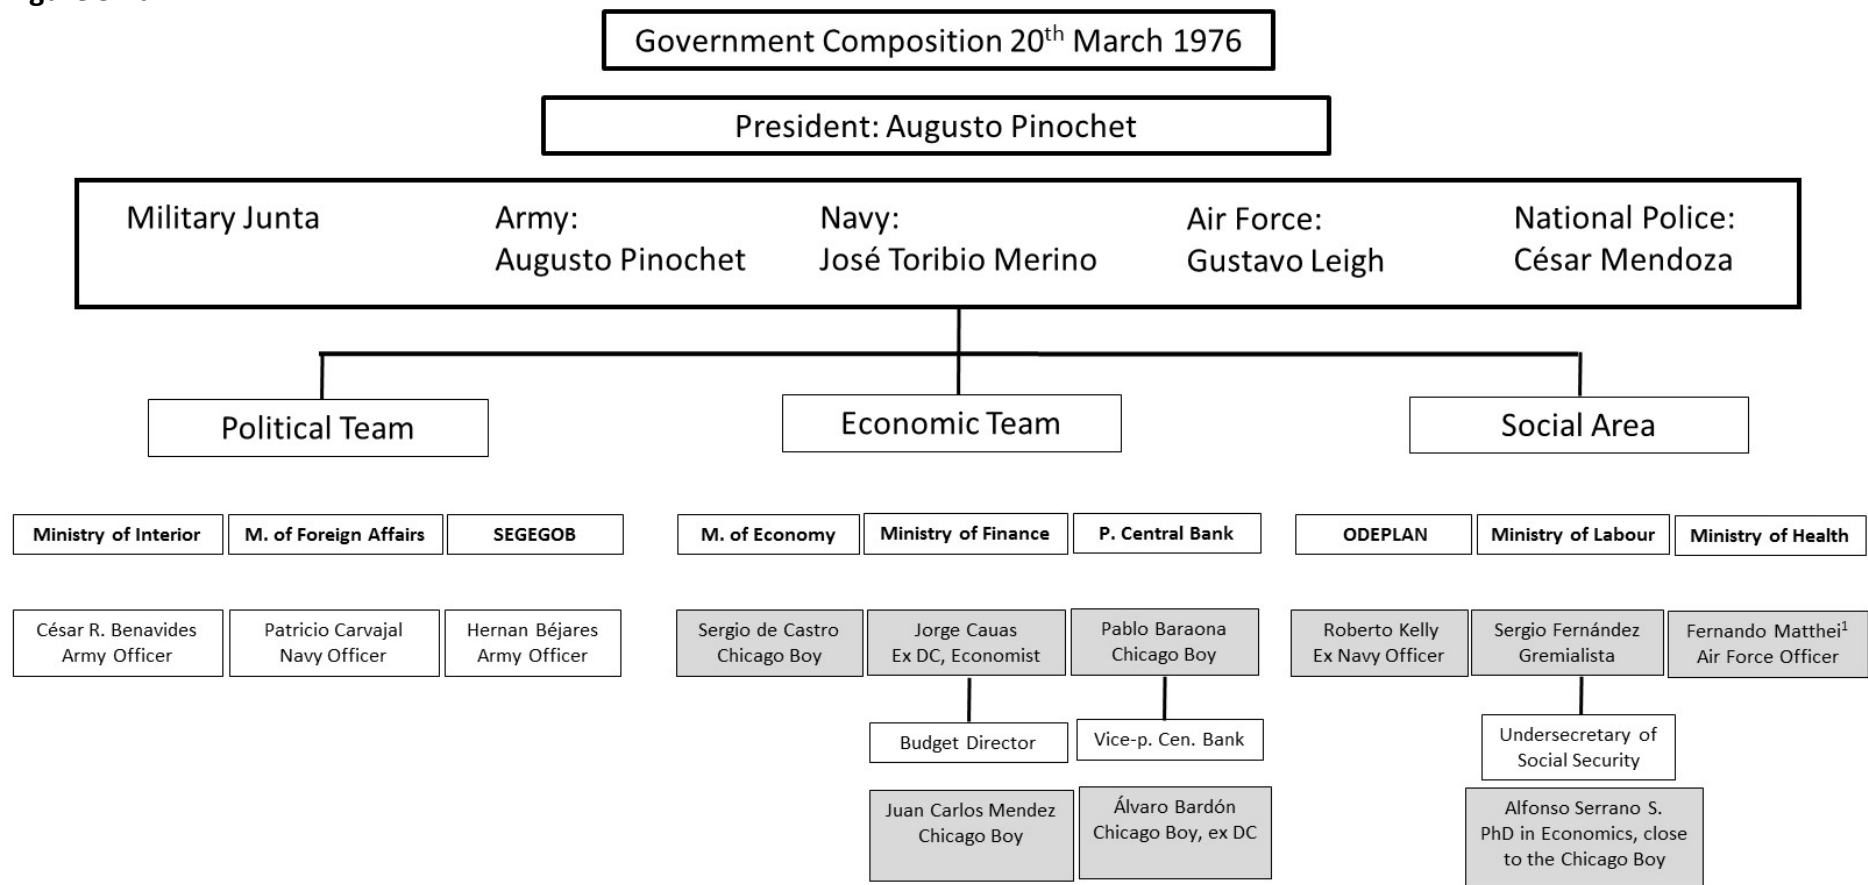 Government Composition 20th March 1976
President: Augusto Pinochet
Military Junta
Army:
Augusto Pinochet
Navy:
José Toribio Merino
Air Force:
Gustavo Leigh
National Police:
César Mendoza
Political Team
Economic Team
Social Area
Ministry of Interior
M. of Foreign Affairs
SEGEGOB
M. of Economy
Ministry of Finance
P. Central Bank
ODEPLAN
Ministry of Labour
Ministry of Health
César R. Benavides
Army Officer
Patricio Carvajal
Navy Officer
Hernan Béjares
Army Officer
Sergio de Castro
Chicago Boy
Jorge Cauas
Ex DC, Economist
Pablo Baraona
Chicago Boy
Roberto Kelly
Ex Navy Officer
Sergio Fernández
Gremialista
Fernando Matthei1
Air Force Officer
Budget Director
Vice-p. Cen. Bank
Undersecretary of
Social Security
Juan Carlos Mendez
Chicago Boy
Álvaro Bardón
Chicago Boy, ex DC
Alfonso Serrano S.
PhD in Economics, close
to the Chicago Boy